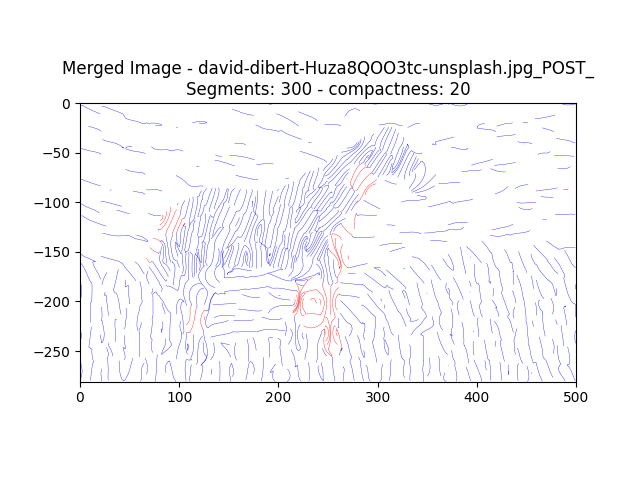 Merged Image - david-dibert-Huza8QOO3tc-unsplash.jpg_POST_
Segments: 300 - compactness: 20
0
−50
−100
−150
−200
−250
0 100 200 300 400 500